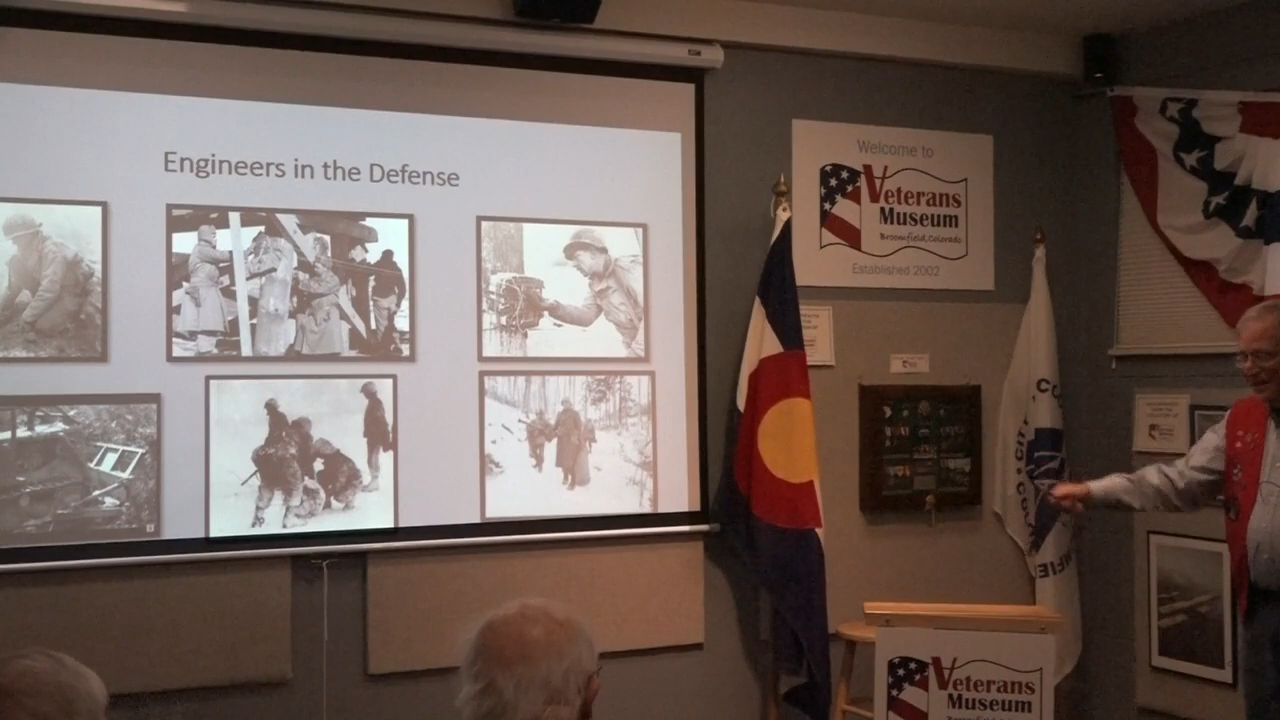 Engineers in the Defense
Welcome to
Veterans
Museum
Broomfield, Colorado
Established 2002
Veterans
Museum